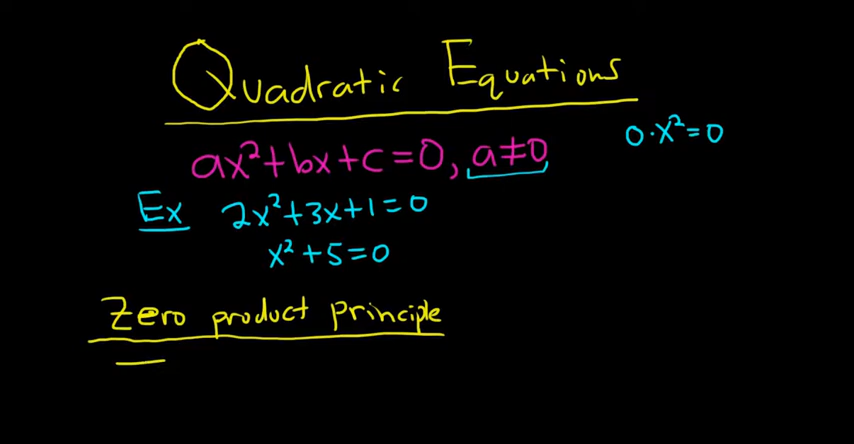 Quadratic Equations
ax²+bx+c=0, a≠0
0·x²=0
Ex 2x²+3x+1=0
x²+5=0
Zero product principle